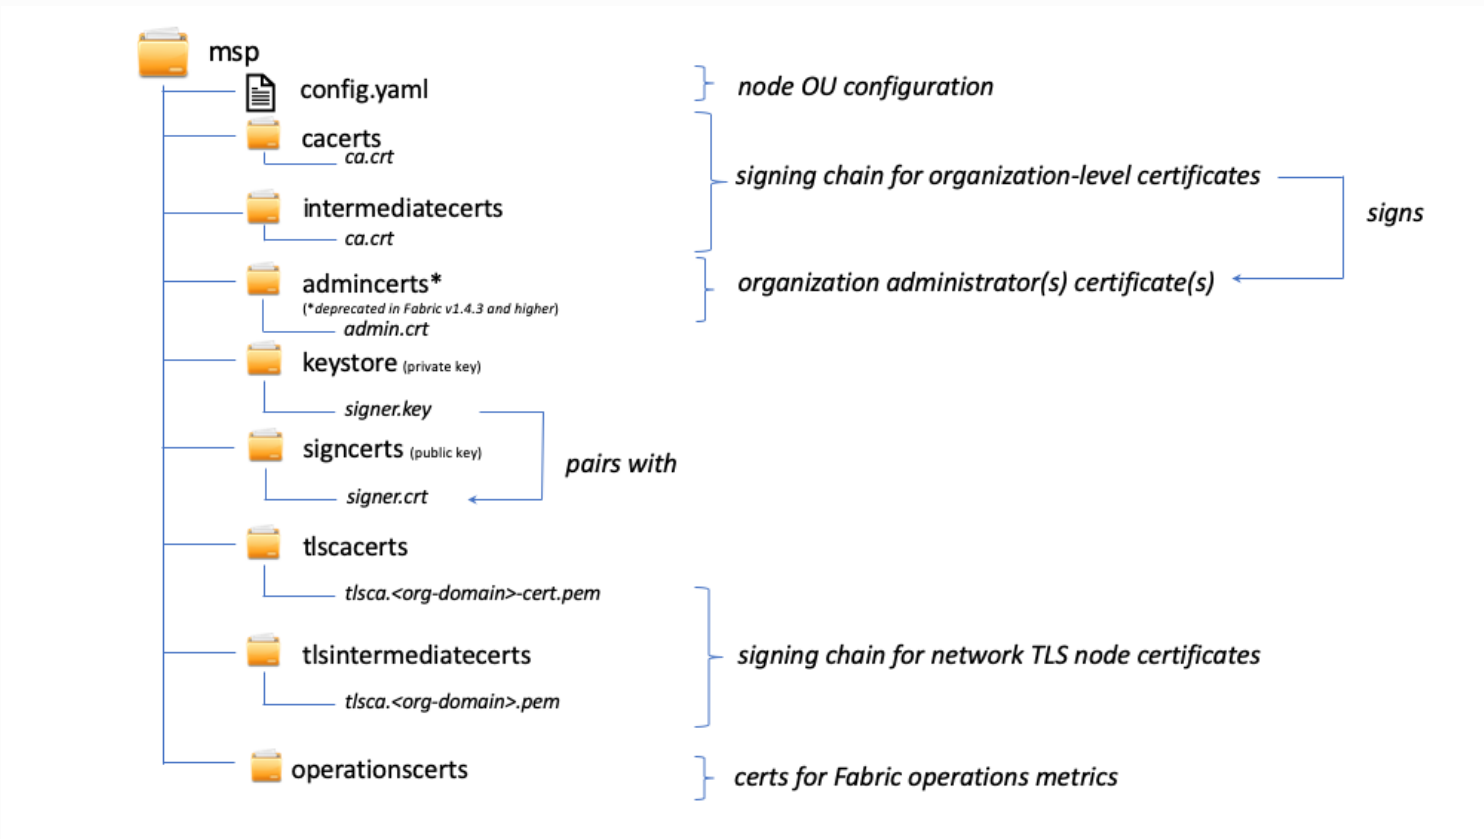 msp
config.yaml
node OU configuration
cacerts
ca.crt
signing chain for organization-level certificates
signs
intermediatecerts
ca.crt
admincerts*
(*deprecated in Fabric v1.4.3 and higher)
admin.crt
organization administrator(s) certificate(s)
keystore (private key)
signer.key
signcerts (public key)
pairs with
signer.crt
tlscacerts
tlsca.<org-domain>-cert.pem
tlsintermediatecerts
signing chain for network TLS node certificates
tlsca.<org-domain>.pem
operationscerts
certs for Fabric operations metrics